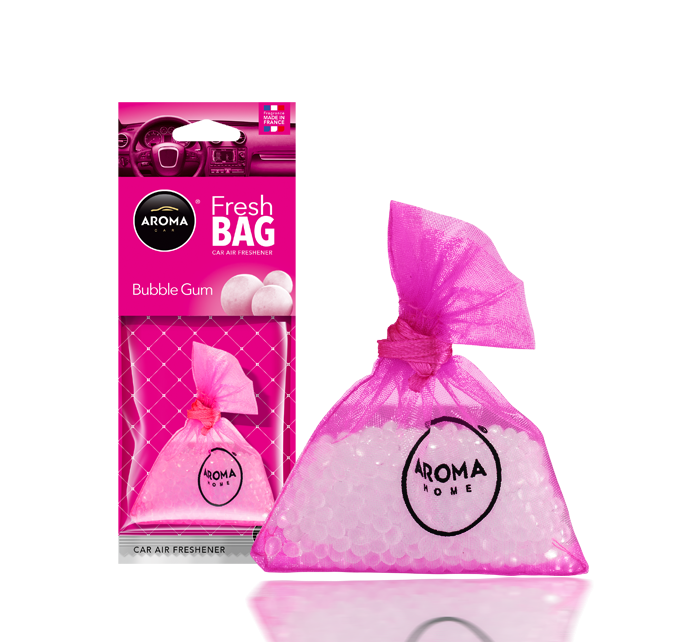 Fragrance
MADE IN
FRANCE
AROMA
CAR
®
Fresh
BAG
CAR AIR FRESHENER
Bubble Gum
AROMA
HOME
CAR AIR FRESHENER
AROMA
HOME